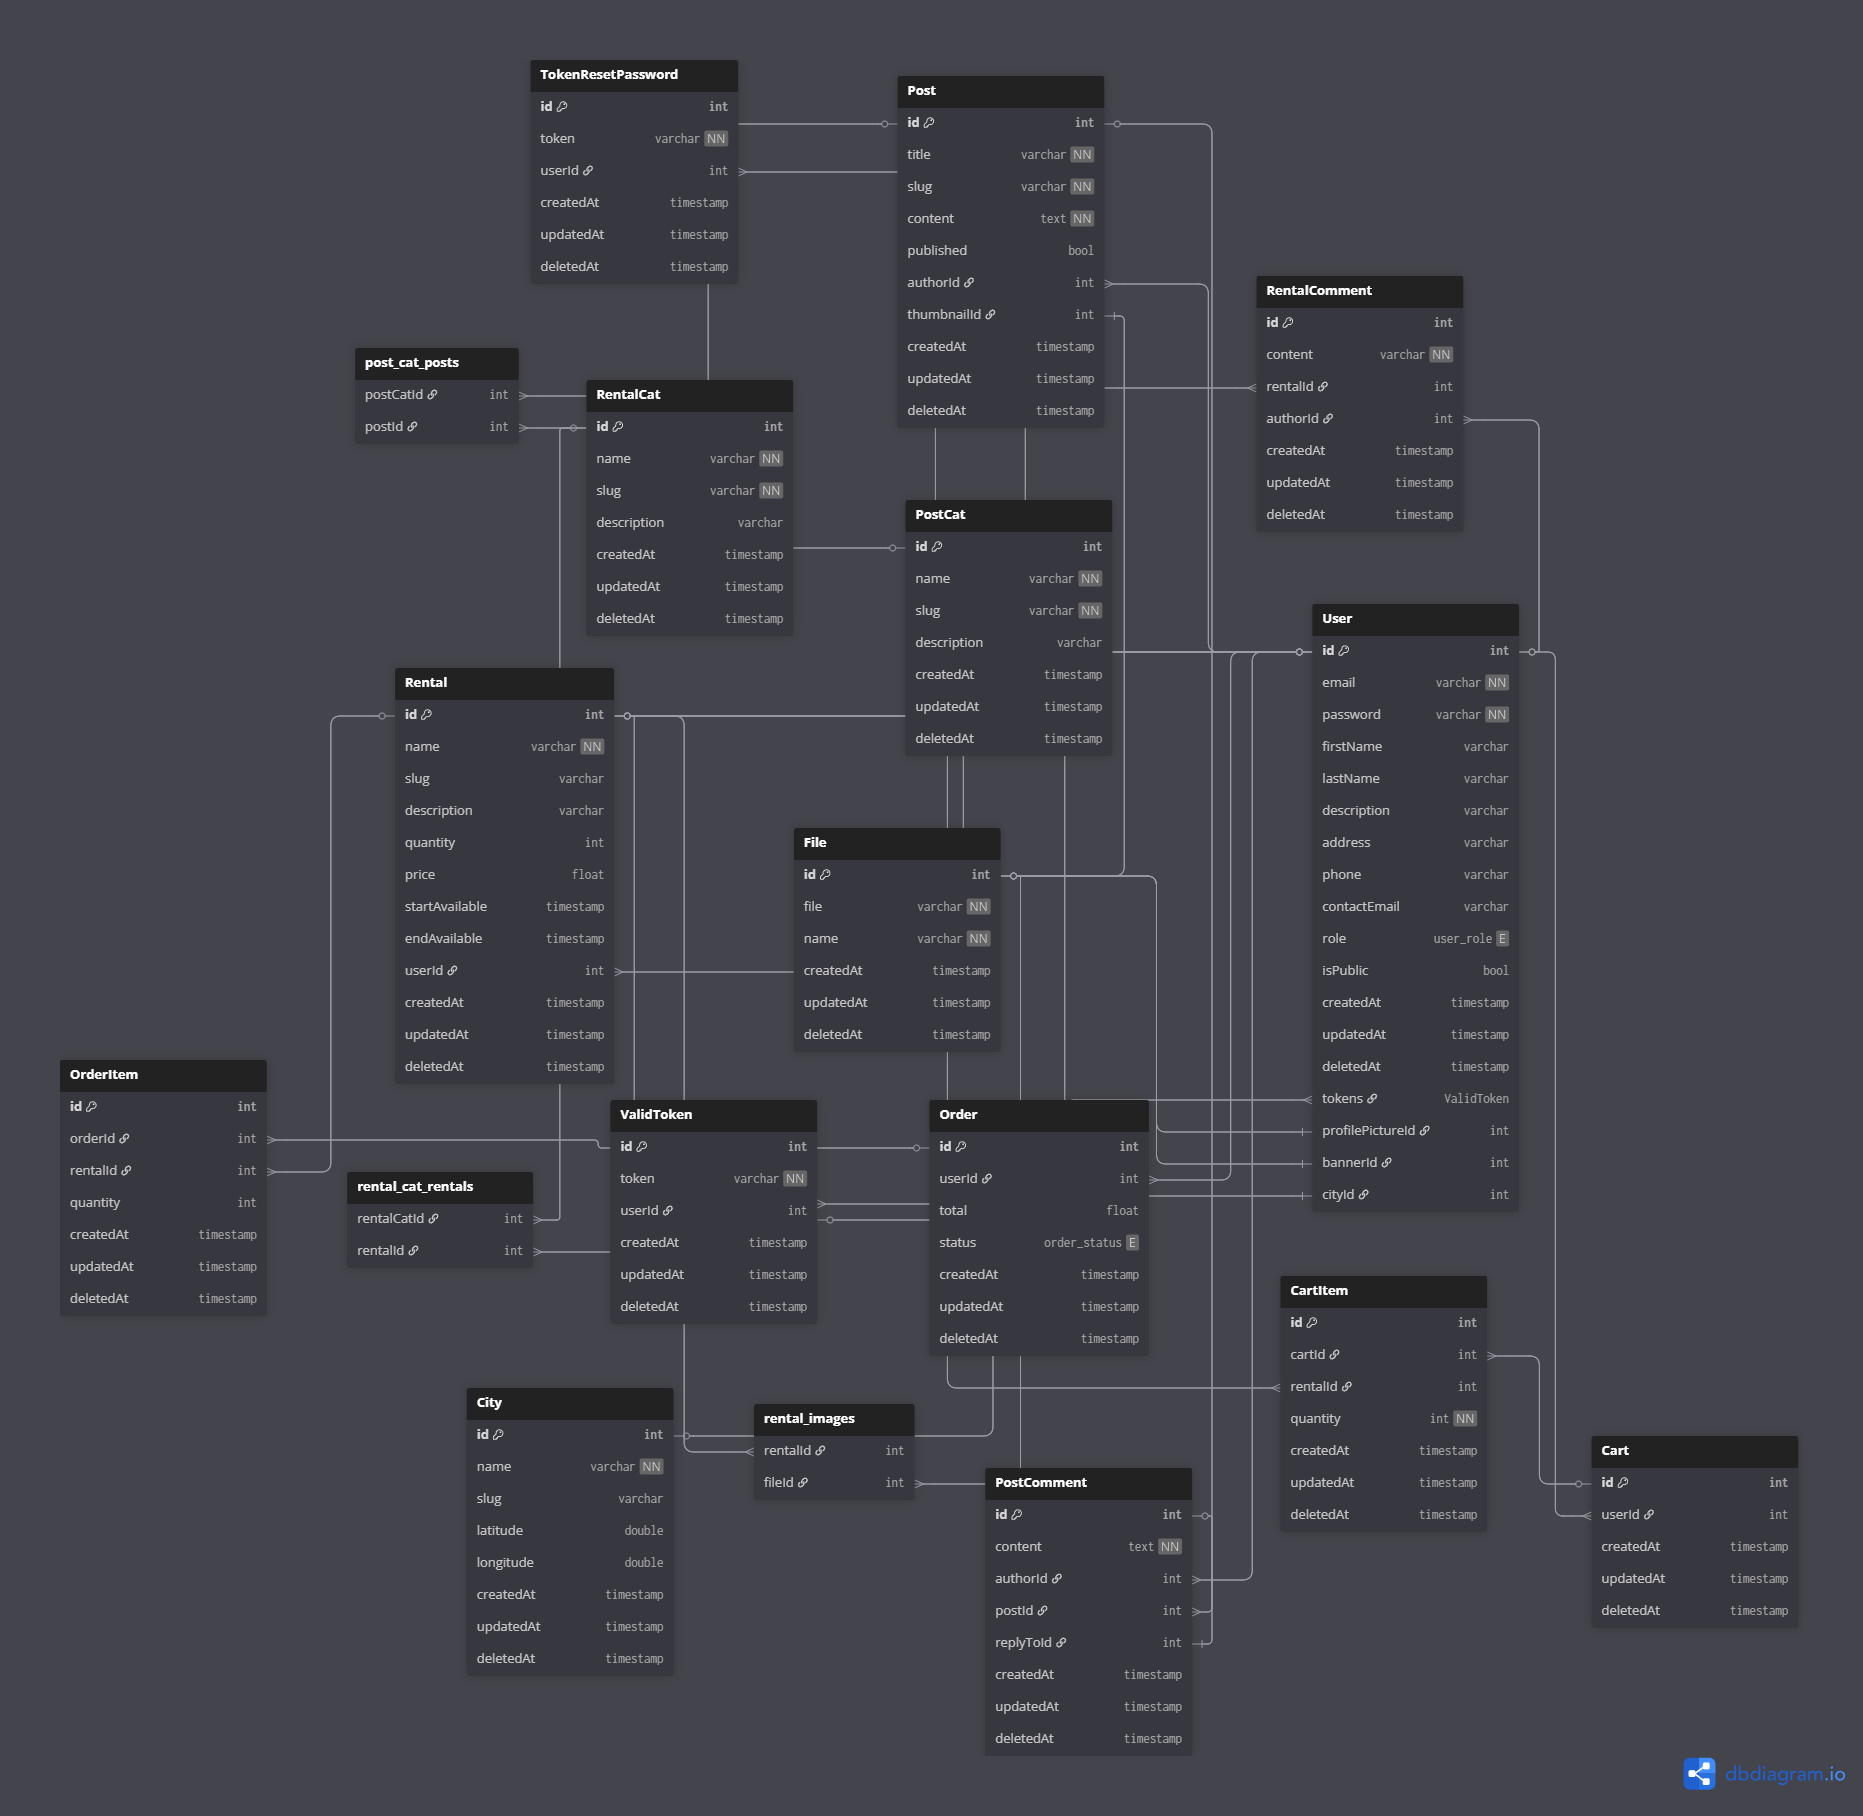 TokenResetPassword
id int
token varchar NN
userId int
createdAt timestamp
updatedAt timestamp
deletedAt timestamp
Post
id int
title varchar NN
slug varchar NN
content text NN
published bool
authorId int
thumbnailId int
createdAt timestamp
updatedAt timestamp
deletedAt timestamp
RentalComment
id int
content varchar NN
rentalId int
authorId int
createdAt timestamp
updatedAt timestamp
deletedAt timestamp
post_cat_posts
postCatId int
postId int
RentalCat
id int
name varchar NN
slug varchar NN
description varchar
createdAt timestamp
updatedAt timestamp
deletedAt timestamp
PostCat
id int
name varchar NN
slug varchar NN
description varchar
createdAt timestamp
updatedAt timestamp
deletedAt timestamp
User
id int
email varchar NN
password varchar NN
firstName varchar
lastName varchar
description varchar
address varchar
phone varchar
contactEmail varchar
role user_role E
isPublic bool
createdAt timestamp
updatedAt timestamp
deletedAt timestamp
tokens ValidToken
profilePictureId int
bannerId int
cityId int
Rental
id int
name varchar NN
slug varchar
description varchar
quantity int
price float
startAvailable timestamp
endAvailable timestamp
userId int
createdAt timestamp
updatedAt timestamp
deletedAt timestamp
File
id int
file varchar NN
name varchar NN
createdAt timestamp
updatedAt timestamp
deletedAt timestamp
OrderItem
id int
orderId int
rentalId int
quantity int
createdAt timestamp
updatedAt timestamp
deletedAt timestamp
rental_cat_rentals
rentalCatId int
rentalId int
ValidToken
id int
token varchar NN
userId int
createdAt timestamp
updatedAt timestamp
deletedAt timestamp
Order
id int
userId int
total float
status order_status E
createdAt timestamp
updatedAt timestamp
deletedAt timestamp
CartItem
id int
cartId int
rentalId int
quantity int NN
createdAt timestamp
updatedAt timestamp
deletedAt timestamp
City
id int
name varchar NN
slug varchar
latitude double
longitude double
createdAt timestamp
updatedAt timestamp
deletedAt timestamp
rental_images
rentalId int
fileId int
PostComment
id int
content text NN
authorId int
postId int
replyToId int
createdAt timestamp
updatedAt timestamp
deletedAt timestamp
Cart
id int
userId int
createdAt timestamp
updatedAt timestamp
deletedAt timestamp
dbdiagram.io